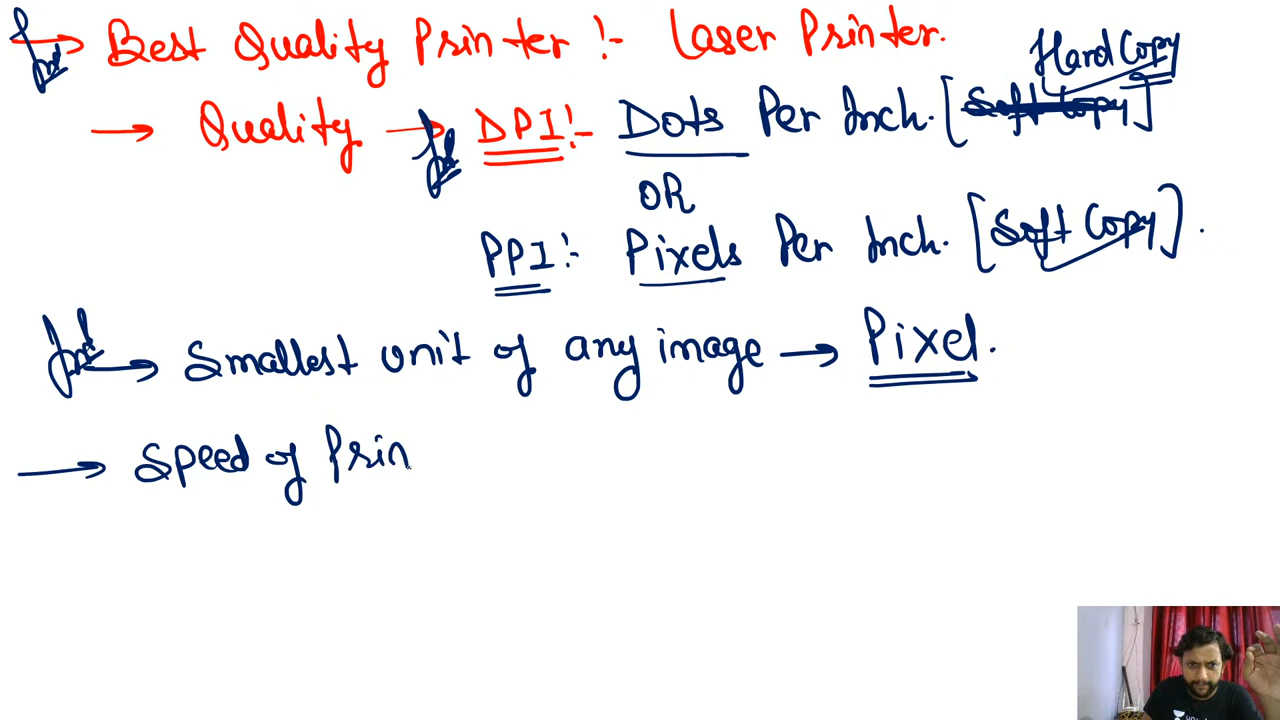 Hard Copy
→ Best Quality Printer :- Laser Printer.
→ Quality → DPI :- Dots Per Inch. [Soft Copy]
OR
PPI :- Pixels Per Inch. [Soft Copy].
→ Smallest unit of any image → Pixel.
→ Speed of Prin